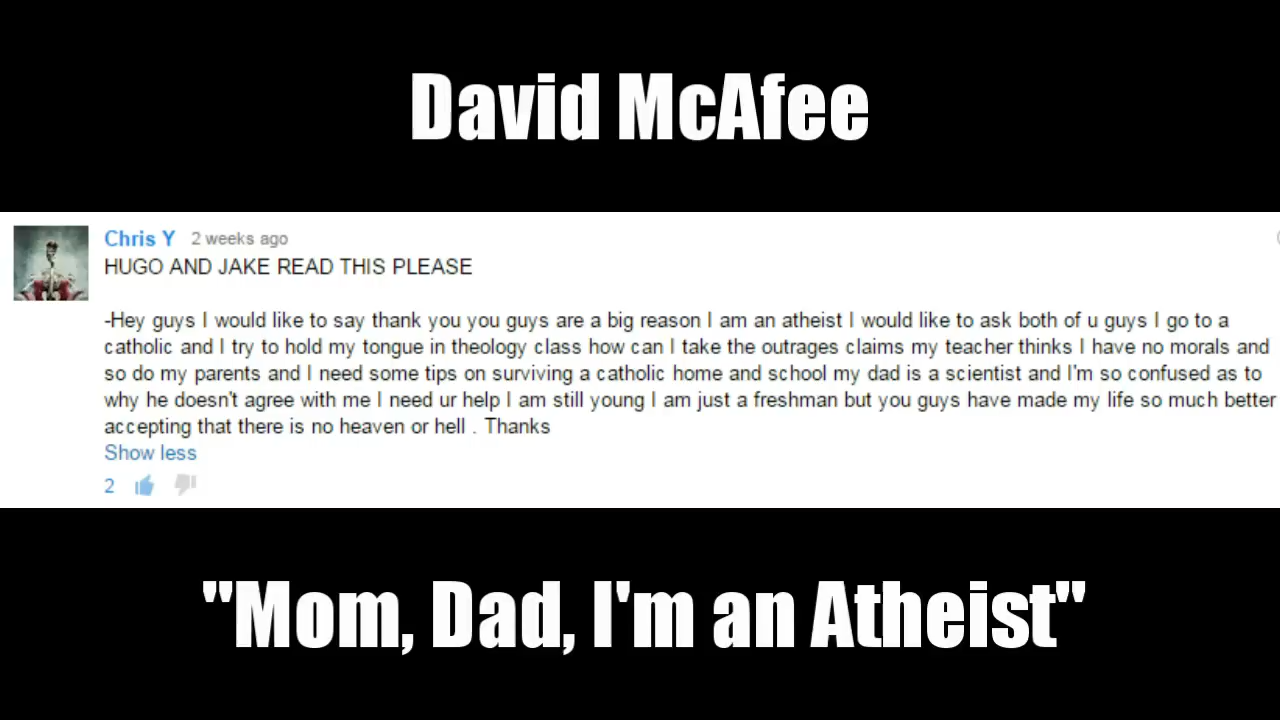 David McAfee
Chris Y 2 weeks ago
HUGO AND JAKE READ THIS PLEASE
-Hey guys I would like to say thank you you guys are a big reason I am an atheist I would like to ask both of u guys I go to a
catholic and I try to hold my tongue in theology class how can I take the outrages claims my teacher thinks I have no morals and
so do my parents and I need some tips on surviving a catholic home and school my dad is a scientist and I'm so confused as to
why he doesn't agree with me I need ur help I am still young I am just a freshman but you guys have made my life so much better
accepting that there is no heaven or hell . Thanks
Show less
2
"Mom, Dad, I'm an Atheist"